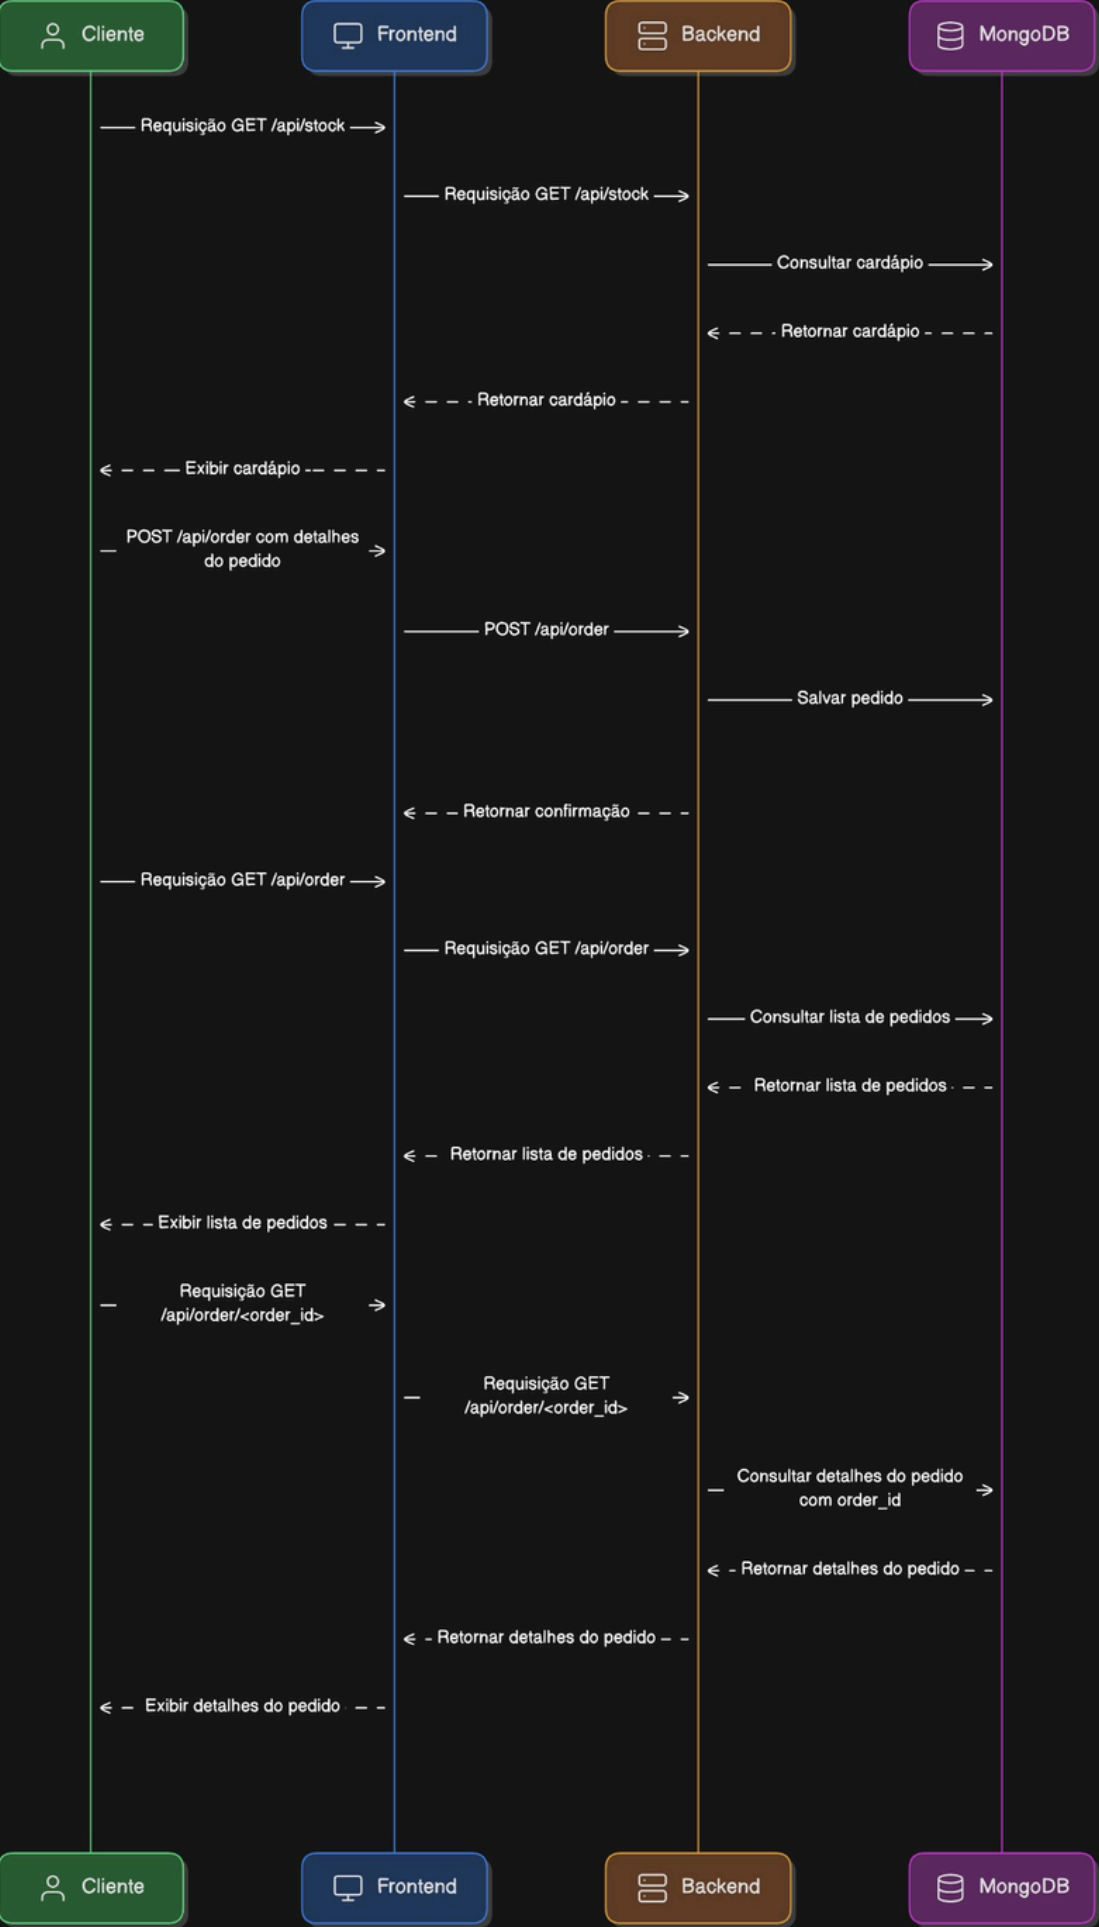 Cliente
Frontend
Backend
MongoDB
Requisição GET /api/stock
Requisição GET /api/stock
Consultar cardápio
Retornar cardápio
Retornar cardápio
Exibir cardápio
POST /api/order com detalhes
do pedido
POST /api/order
Salvar pedido
Retornar confirmação
Requisição GET /api/order
Requisição GET /api/order
Consultar lista de pedidos
Retornar lista de pedidos
Retornar lista de pedidos
Exibir lista de pedidos
Requisição GET
/api/order/<order_id>
Requisição GET
/api/order/<order_id>
Consultar detalhes do pedido
com order_id
Retornar detalhes do pedido
Retornar detalhes do pedido
Exibir detalhes do pedido
Cliente
Frontend
Backend
MongoDB